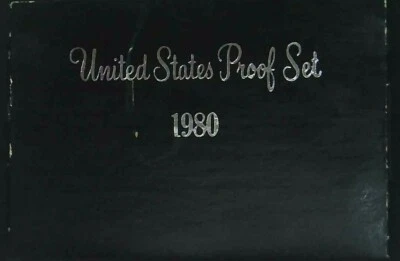 United States Proof Set
1980